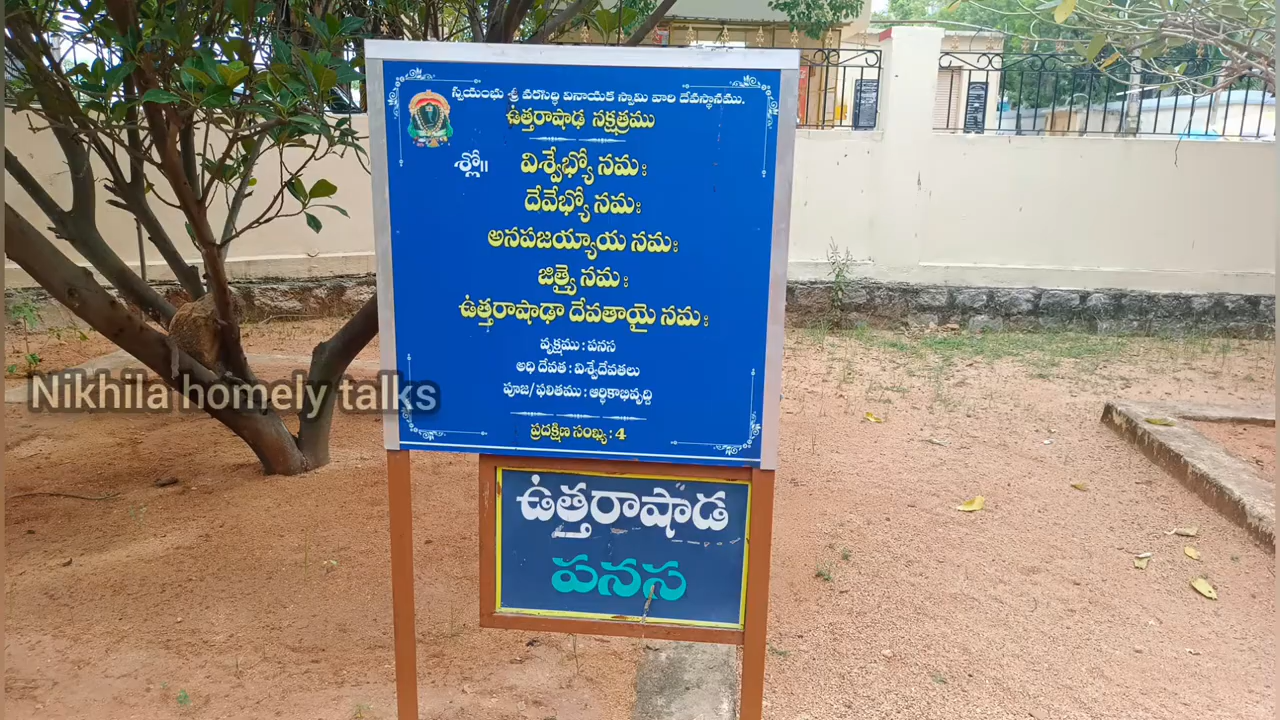 స్వయంభు శ్రీ వరసిద్ధి వినాయక స్వామి వారి దేవస్థానము.
ఉత్తరాషాఢ నక్షత్రము
శ్లో॥ విశ్వేభ్యో నమః
దేవేభ్యో నమః
అనపజయ్యాయ నమః
జిత్యై నమః
ఉత్తరాషాఢా దేవతాయై నమః
వృక్షము : పనస
అధి దేవత : విశ్వేదేవతలు
పూజ/ఫలితము : ఆర్థికాభివృద్ది
ప్రదక్షిణ సంఖ్య : 4
ఉత్తరాషాడ
పనస
Nikhila homely talks